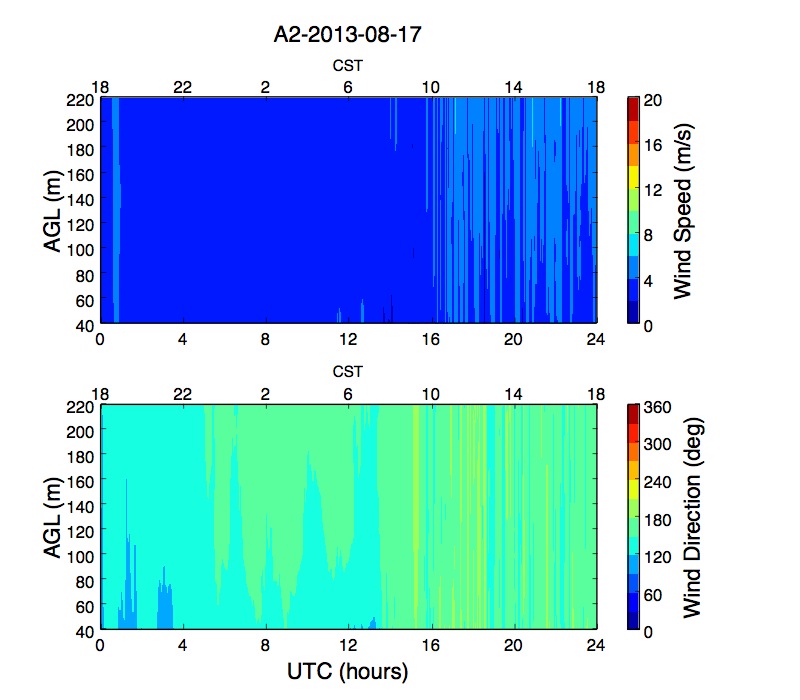 A2-2013-08-17
CST
18 22 2 6 10 14 18
220
200
180
160
140
120
100
80
60
40
AGL (m)
0 4 8 12 16 20 24
20
16
12
8
4
0
Wind Speed (m/s)
CST
18 22 2 6 10 14 18
220
200
180
160
140
120
100
80
60
40
AGL (m)
0 4 8 12 16 20 24
UTC (hours)
360
300
240
180
120
60
0
Wind Direction (deg)